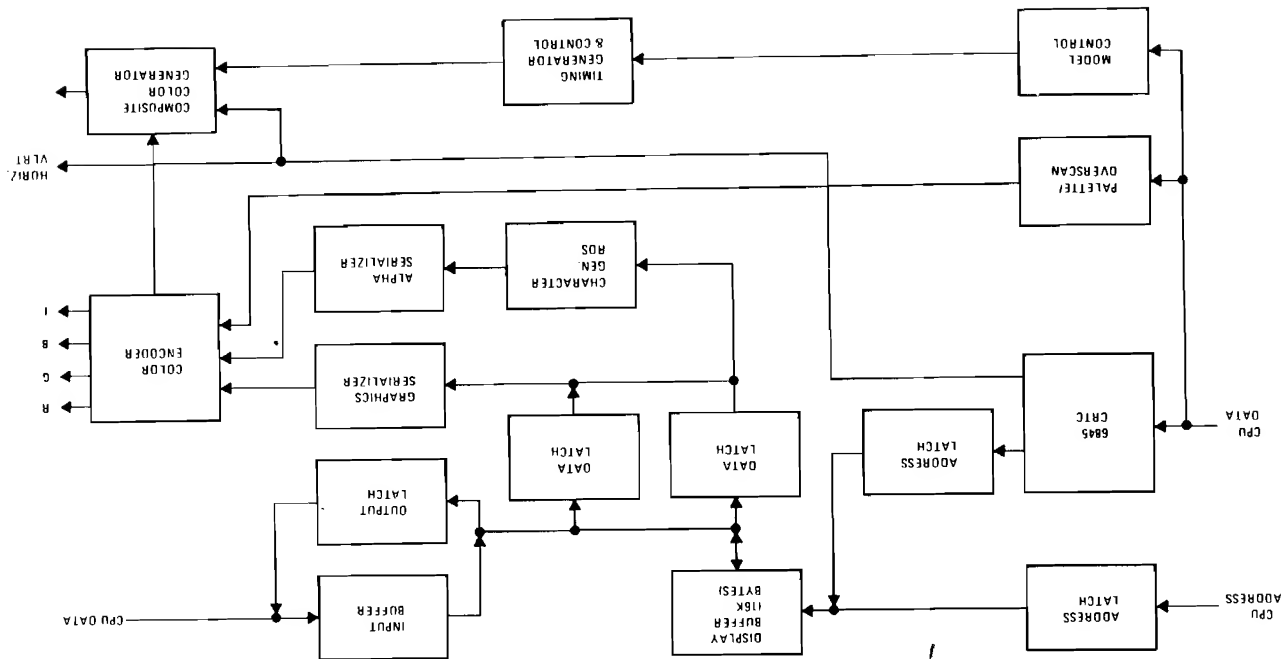 CPU
ADDRESS
ADDRESS
LATCH
DISPLAY
BUFFER
(16K
BYTES)
INPUT
BUFFER
CPU DATA
OUTPUT
LATCH
CPU
DATA
6845
CRTC
ADDRESS
LATCH
DATA
LATCH
DATA
LATCH
GRAPHICS
SERIALIZER
COLOR
ENCODER
R
G
B
I
CHARACTER
GEN.
ROS
ALPHA
SERIALIZER
PALETTE/
OVERSCAN
HORIZ.
VERT
MODEL
CONTROL
TIMING
GENERATOR
& CONTROL
COMPOSITE
COLOR
GENERATOR